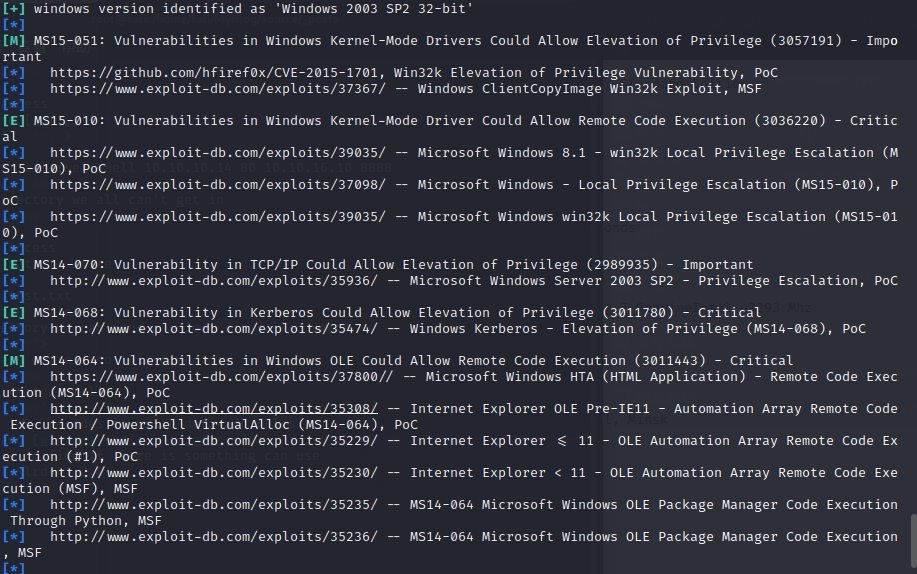 [+] windows version identified as 'Windows 2003 SP2 32-bit'
[*]
[M] MS15-051: Vulnerabilities in Windows Kernel-Mode Drivers Could Allow Elevation of Privilege (3057191) - Impo
rtant
[*]   https://github.com/hfiref0x/CVE-2015-1701, Win32k Elevation of Privilege Vulnerability, PoC
[*]   https://www.exploit-db.com/exploits/37367/ -- Windows ClientCopyImage Win32k Exploit, MSF
[*]
[E] MS15-010: Vulnerabilities in Windows Kernel-Mode Driver Could Allow Remote Code Execution (3036220) - Critic
al
[*]   https://www.exploit-db.com/exploits/39035/ -- Microsoft Windows 8.1 - win32k Local Privilege Escalation (M
S15-010), PoC
[*]   https://www.exploit-db.com/exploits/37098/ -- Microsoft Windows - Local Privilege Escalation (MS15-010), P
oC
[*]   https://www.exploit-db.com/exploits/39035/ -- Microsoft Windows win32k Local Privilege Escalation (MS15-01
0), PoC
[*]
[E] MS14-070: Vulnerability in TCP/IP Could Allow Elevation of Privilege (2989935) - Important
[*]   http://www.exploit-db.com/exploits/35936/ -- Microsoft Windows Server 2003 SP2 - Privilege Escalation, PoC
[*]
[E] MS14-068: Vulnerability in Kerberos Could Allow Elevation of Privilege (3011780) - Critical
[*]   http://www.exploit-db.com/exploits/35474/ -- Windows Kerberos - Elevation of Privilege (MS14-068), PoC
[*]
[M] MS14-064: Vulnerabilities in Windows OLE Could Allow Remote Code Execution (3011443) - Critical
[*]   https://www.exploit-db.com/exploits/37800// -- Microsoft Windows HTA (HTML Application) - Remote Code Exec
ution (MS14-064), PoC
[*]   http://www.exploit-db.com/exploits/35308/ -- Internet Explorer OLE Pre-IE11 - Automation Array Remote Code
 Execution / Powershell VirtualAlloc (MS14-064), PoC
[*]   http://www.exploit-db.com/exploits/35229/ -- Internet Explorer <= 11 - OLE Automation Array Remote Code Ex
ecution (#1), PoC
[*]   http://www.exploit-db.com/exploits/35230/ -- Internet Explorer < 11 - OLE Automation Array Remote Code Exe
cution (MSF), MSF
[*]   http://www.exploit-db.com/exploits/35235/ -- MS14-064 Microsoft Windows OLE Package Manager Code Execution
 Through Python, MSF
[*]   http://www.exploit-db.com/exploits/35236/ -- MS14-064 Microsoft Windows OLE Package Manager Code Execution
, MSF
[*]